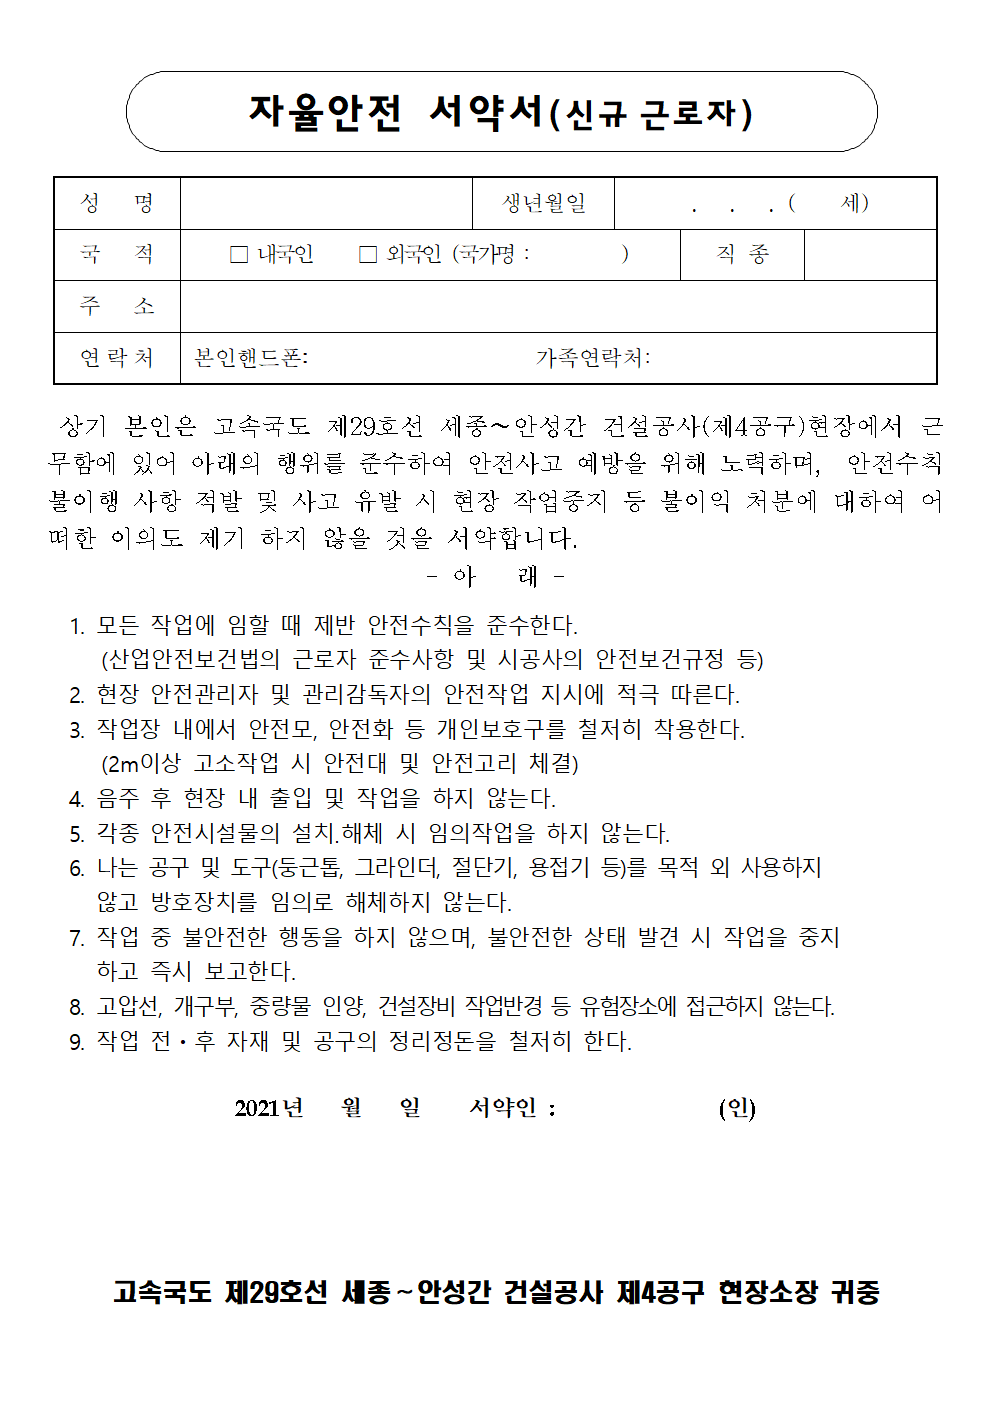 자율안전 서약서(신규 근로자)
성 명 생년월일 . . . ( 세)
국 적 □ 내국인 □ 외국인 (국가명 : ) 직 종
주 소
연락처 본인핸드폰: 가족연락처:
상기 본인은 고속국도 제29호선 세종~안성간 건설공사(제4공구)현장에서 근
무함에 있어 아래의 행위를 준수하여 안전사고 예방을 위해 노력하며, 안전수칙
불이행 사항 적발 및 사고 유발 시 현장 작업중지 등 불이익 처분에 대하여 어
떠한 이의도 제기 하지 않을 것을 서약합니다.
- 아 래 -
1. 모든 작업에 임할 때 제반 안전수칙을 준수한다.
(산업안전보건법의 근로자 준수사항 및 시공사의 안전보건규정 등)
2. 현장 안전관리자 및 관리감독자의 안전작업 지시에 적극 따른다.
3. 작업장 내에서 안전모, 안전화 등 개인보호구를 철저히 착용한다.
(2m이상 고소작업 시 안전대 및 안전고리 체결)
4. 음주 후 현장 내 출입 및 작업을 하지 않는다.
5. 각종 안전시설물의 설치.해체 시 임의작업을 하지 않는다.
6. 나는 공구 및 도구(둥근톱, 그라인더, 절단기, 용접기 등)를 목적 외 사용하지
않고 방호장치를 임의로 해체하지 않는다.
7. 작업 중 불안전한 행동을 하지 않으며, 불안전한 상태 발견 시 작업을 중지
하고 즉시 보고한다.
8. 고압선, 개구부, 중량물 인양, 건설장비 작업반경 등 유험장소에 접근하지 않는다.
9. 작업 전・후 자재 및 공구의 정리정돈을 철저히 한다.
2021년 월 일 서약인 : (인)
고속국도 제29호선 세종~안성간 건설공사 제4공구 현장소장 귀중